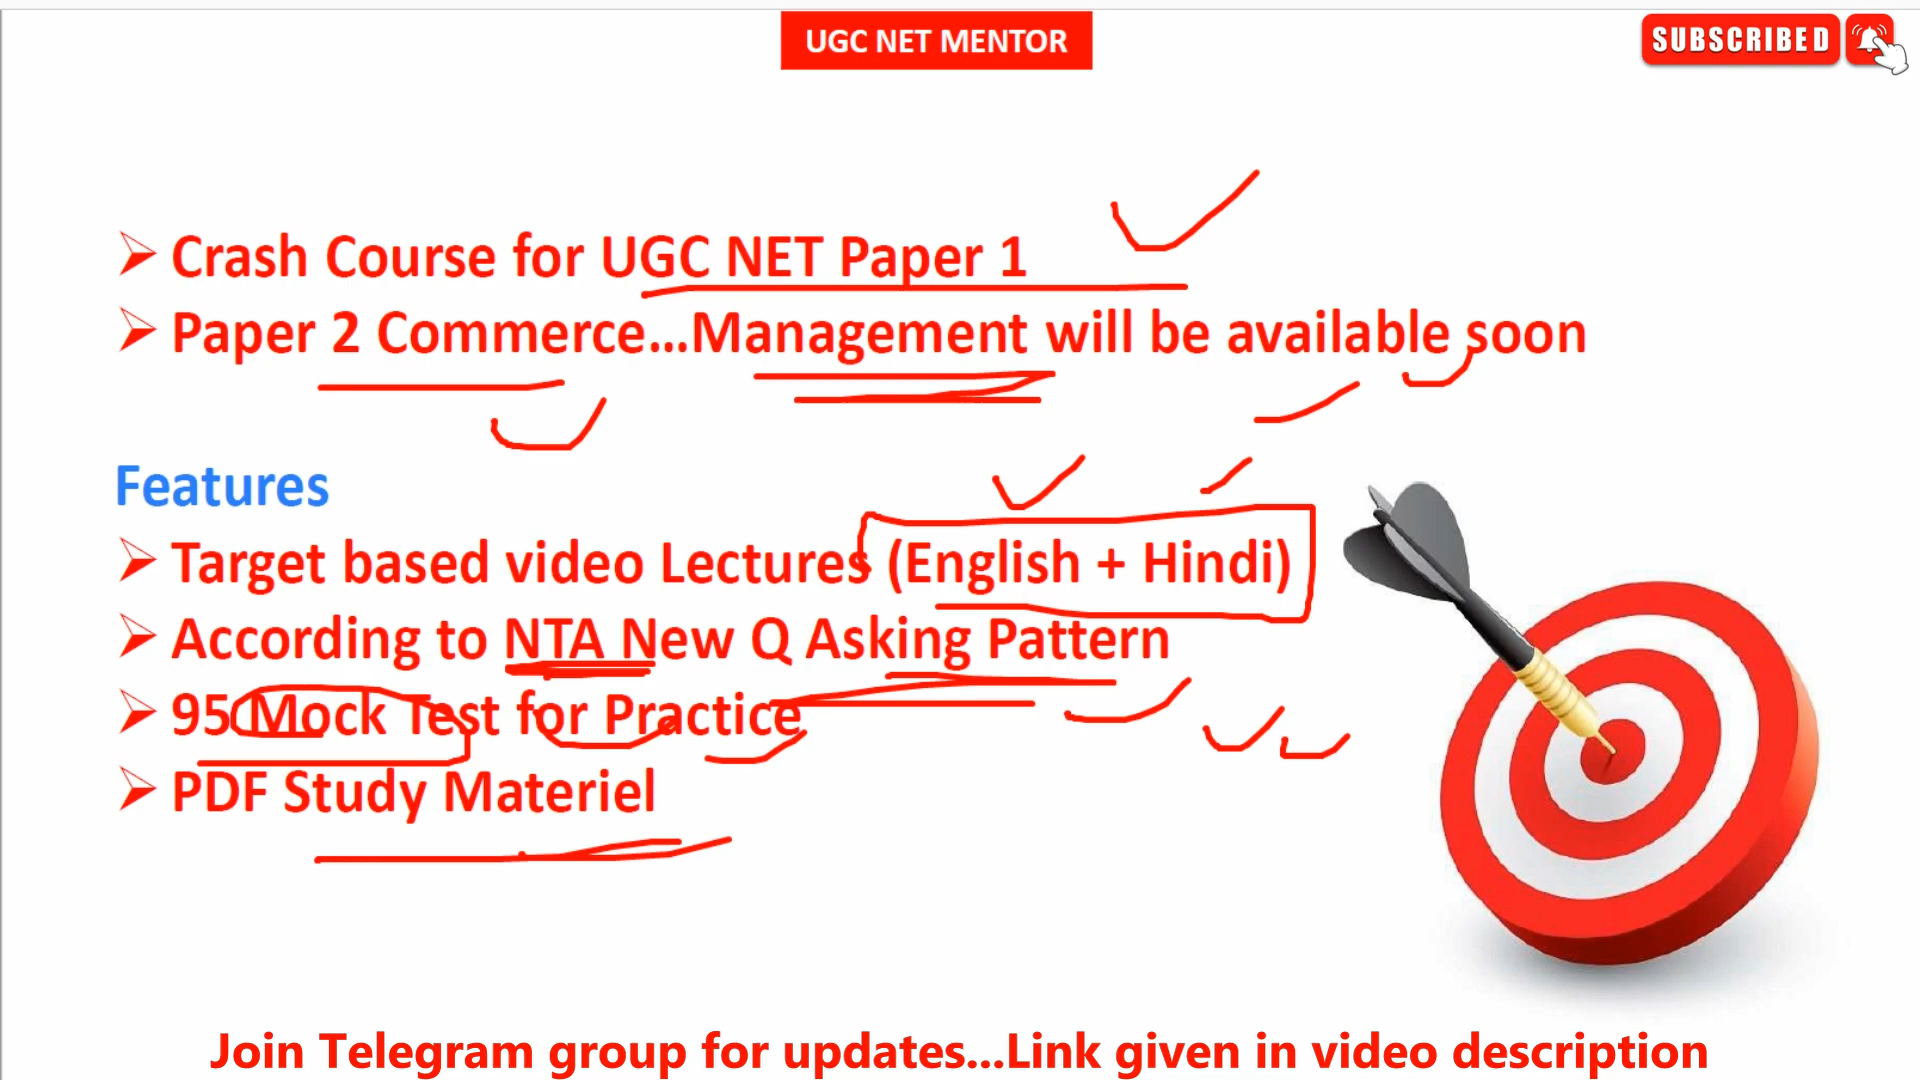 UGC NET MENTOR
SUBSCRIBED
Crash Course for UGC NET Paper 1
Paper 2 Commerce...Management will be available soon
Features
Target based video Lectures (English + Hindi)
According to NTA New Q Asking Pattern
95 Mock Test for Practice
PDF Study Materiel
Join Telegram group for updates...Link given in video description